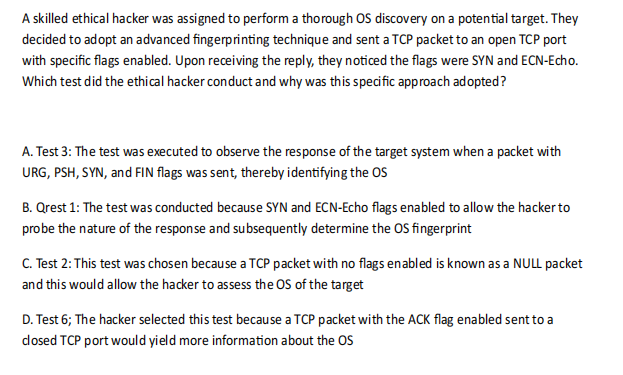 A skilled ethical hacker was assigned to perform a thorough OS discovery on a potential target. They
decided to adopt an advanced fingerprinting technique and sent a TCP packet to an open TCP port
with specific flags enabled. Upon receiving the reply, they noticed the flags were SYN and ECN-Echo.
Which test did the ethical hacker conduct and why was this specific approach adopted?
A. Test 3: The test was executed to observe the response of the target system when a packet with
URG, PSH, SYN, and FIN flags was sent, thereby identifying the OS
B. Qrest 1: The test was conducted because SYN and ECN-Echo flags enabled to allow the hacker to
probe the nature of the response and subsequently determine the OS fingerprint
C. Test 2: This test was chosen because a TCP packet with no flags enabled is known as a NULL packet
and this would allow the hacker to assess the OS of the target
D. Test 6; The hacker selected this test because a TCP packet with the ACK flag enabled sent to a
closed TCP port would yield more information about the OS